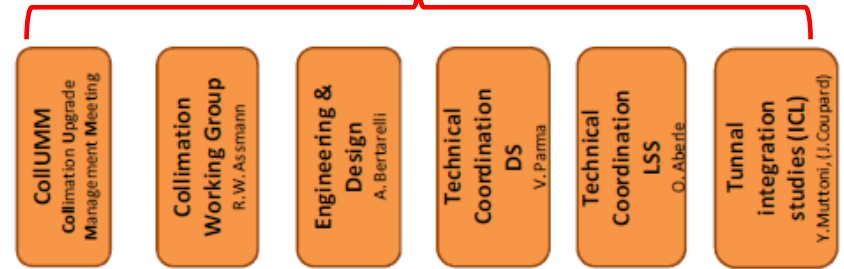 CollUMM
Collimation Upgrade
Management Meeting
Collimation
Working Group
R.W.Assmann
Engineering &
Design
A. Bertarelli
Technical
Coordination
DS
V. Parma
Technical
Coordination
LSS
O. Aberle
Tunnal
integration
studies (ICL)
Y.Muttoni, (J.Coupard)